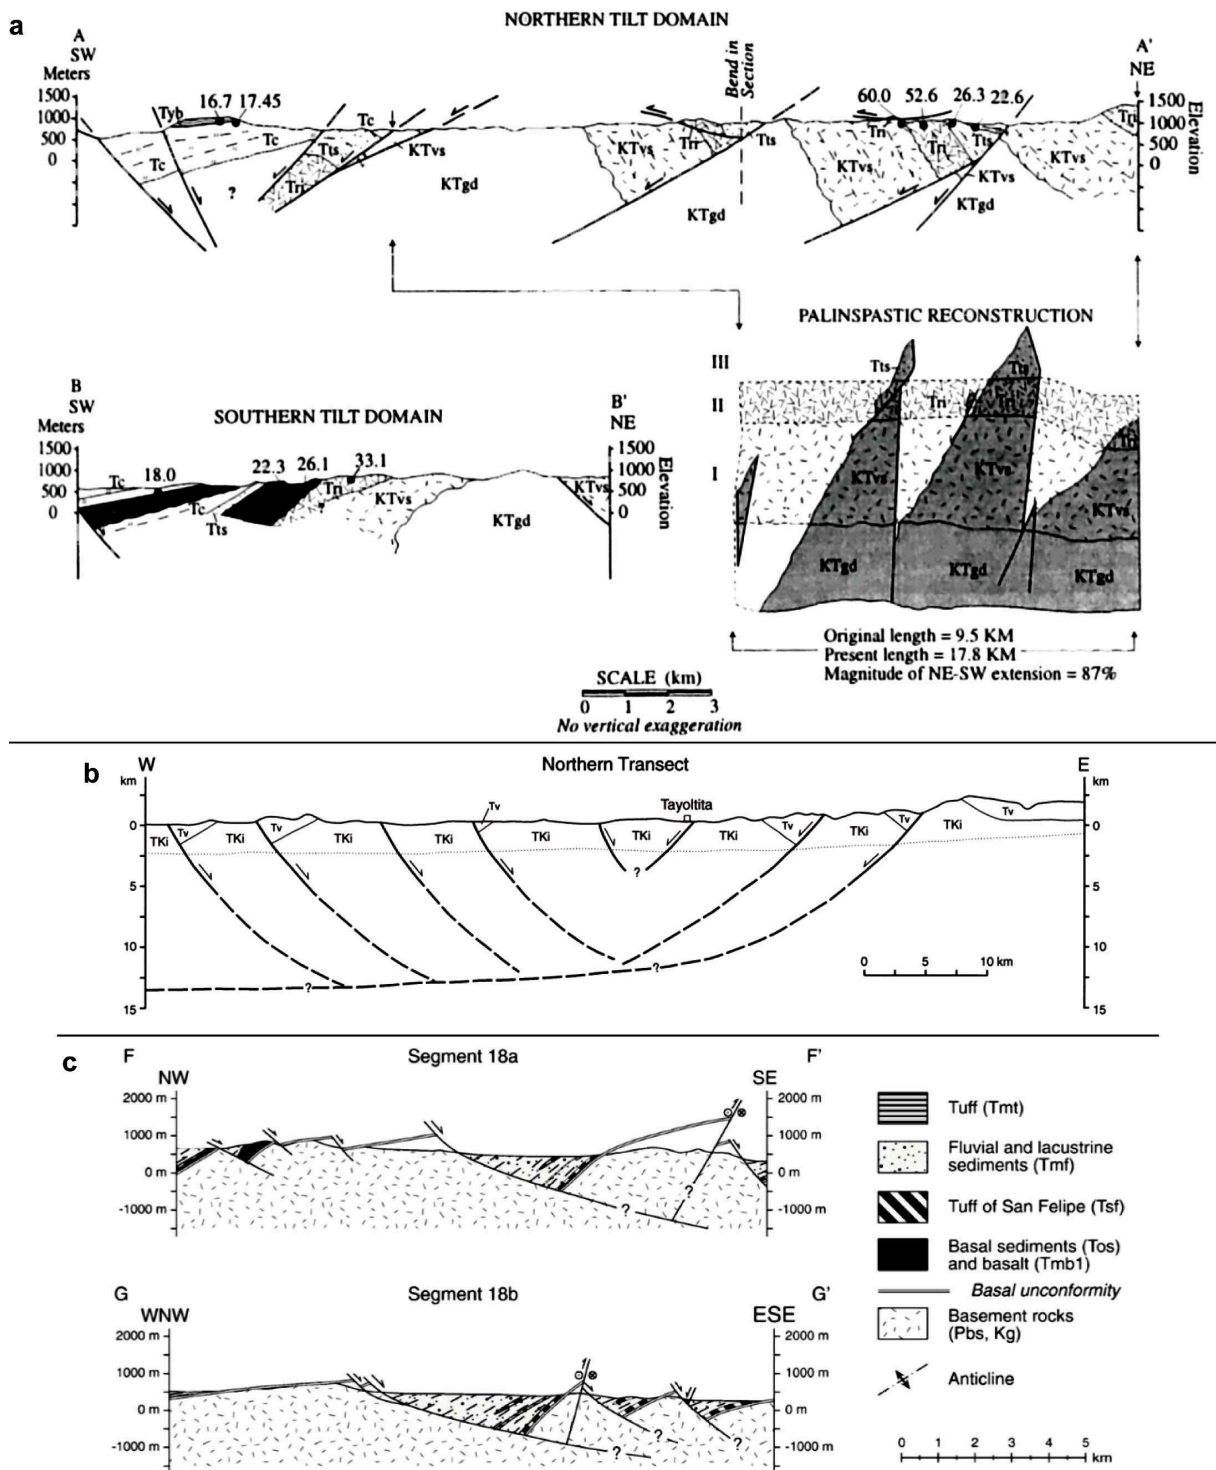 a
NORTHERN TILT DOMAIN
A
SW
Meters
1500
1000
500
0
Tyb
16.7
17.45
Tc
Tc
Tc
?
Tts
Tri
KTvs
KTgd
KTvs
Tri
Bend in
Section
Tts
KTgd
60.0
52.6
26.3
22.6
Tri
KTvs
Tri
Tts
KTvs
KTgd
KTvs
Tri
A'
NE
1500
1000
500
0
Elevation
PALINSPASTIC RECONSTRUCTION
III
II
I
Tts
Tts
Tri
Tri
Tri
KTvs
KTvs
KTvs
KTgd
KTgd
KTgd
Original length = 9.5 KM
Present length = 17.8 KM
Magnitude of NE-SW extension = 87%
B
SW
Meters
SOUTHERN TILT DOMAIN
B'
NE
1500
1000
500
0
Tc
18.0
22.3
26.1
33.1
Tc
Tts
Tri
KTvs
KTgd
KTvs
1500
1000
500
0
Elevation
SCALE (km)
0 1 2 3
No vertical exaggeration
b
W
Northern Transect
E
km
0
5
10
15
TKi
Tv
TKi
Tv
TKi
TKi
Tv
TKi
Tayoltita
TKi
?
TKi
Tv
TKi
Tv
TKi
Tv
?
?
0 5 10 km
km
0
5
10
15
c
F
Segment 18a
F'
NW
SE
2000 m
1000 m
0 m
-1000 m
?
?
2000 m
1000 m
0 m
-1000 m
G
Segment 18b
G'
WNW
ESE
2000 m
1000 m
0 m
-1000 m
?
?
?
2000 m
1000 m
0 m
-1000 m
Tuff (Tmt)
Fluvial and lacustrine
sediments (Tmf)
Tuff of San Felipe (Tsf)
Basal sediments (Tos)
and basalt (Tmb1)
Basal unconformity
Basement rocks
(Pbs, Kg)
Anticline
0 1 2 3 4 5
km